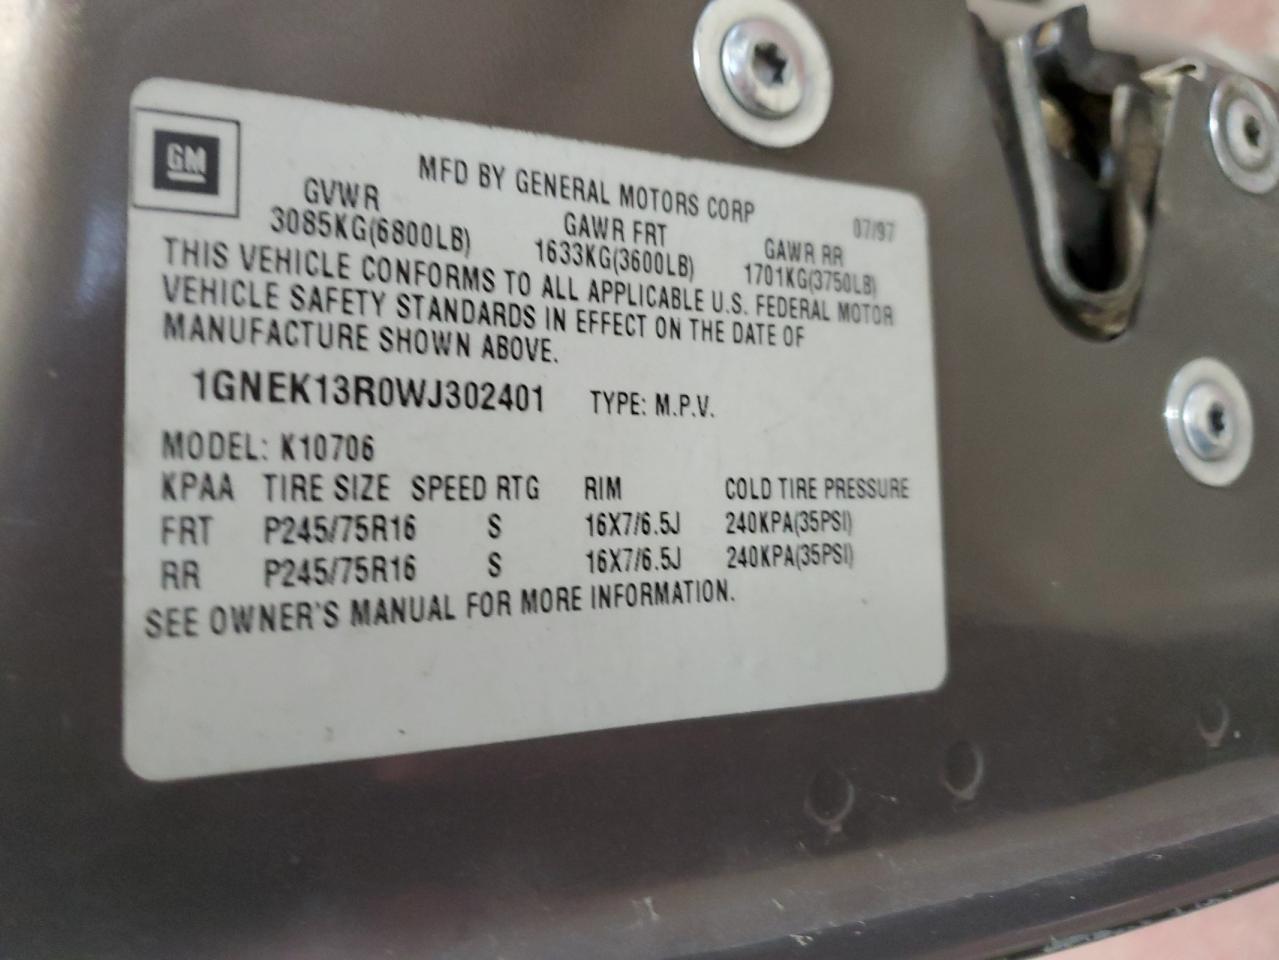 GM
MFD BY GENERAL MOTORS CORP 07/97
GVWR GAWR FRT GAWR RR
3085KG(6800LB) 1633KG(3600LB) 1701KG(3750LB)
THIS VEHICLE CONFORMS TO ALL APPLICABLE U.S. FEDERAL MOTOR
VEHICLE SAFETY STANDARDS IN EFFECT ON THE DATE OF
MANUFACTURE SHOWN ABOVE.
1GNEK13R0WJ302401 TYPE: M.P.V.
MODEL: K10706
KPAA TIRE SIZE SPEED RTG RIM COLD TIRE PRESSURE
FRT P245/75R16 S 16X7/6.5J 240KPA(35PSI)
RR P245/75R16 S 16X7/6.5J 240KPA(35PSI)
SEE OWNER'S MANUAL FOR MORE INFORMATION.